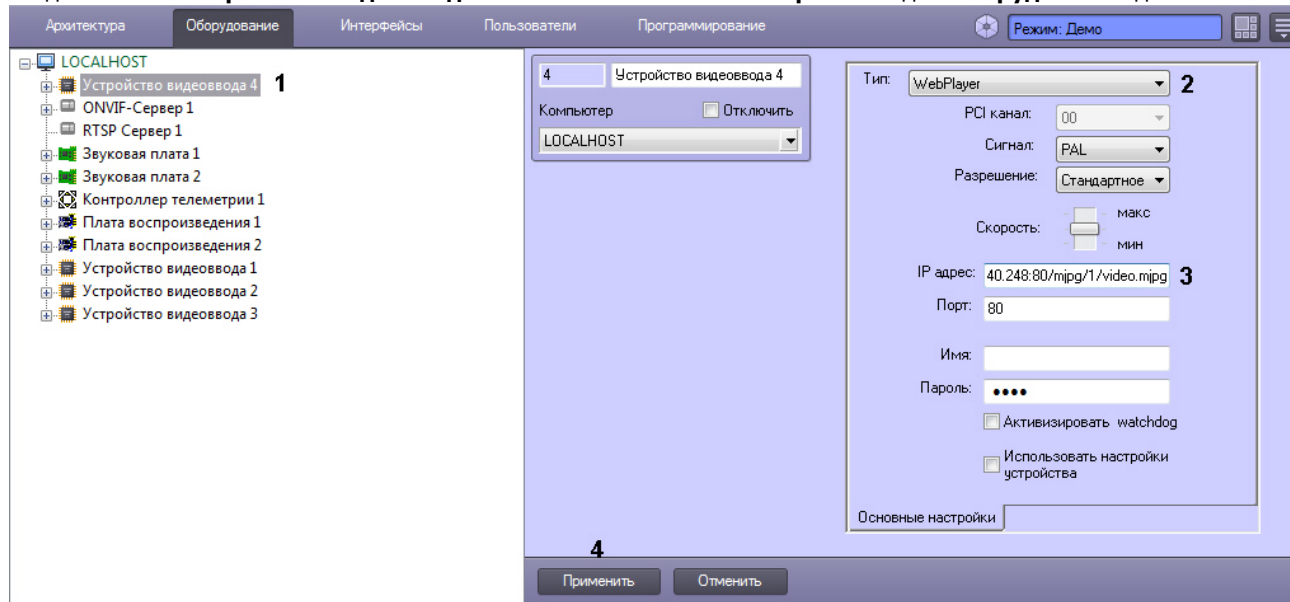 Архитектура Оборудование Интерфейсы Пользователи Программирование Режим: Демо
LOCALHOST
Устройство видеоввода 4 1
ONVIF-Сервер 1
RTSP Сервер 1
Звуковая плата 1
Звуковая плата 2
Контроллер телеметрии 1
Плата воспроизведения 1
Плата воспроизведения 2
Устройство видеоввода 1
Устройство видеоввода 2
Устройство видеоввода 3
4 Устройство видеоввода 4
Компьютер Отключить
LOCALHOST
Тип: WebPlayer 2
PCI канал: 00
Сигнал: PAL
Разрешение: Стандартное
макс
Скорость:
мин
IP адрес: 40.248:80/mjpg/1/video.mjpg 3
Порт: 80
Имя:
Пароль: ••••
Активизировать watchdog
Использовать настройки
устройства
Основные настройки
4
Применить Отменить